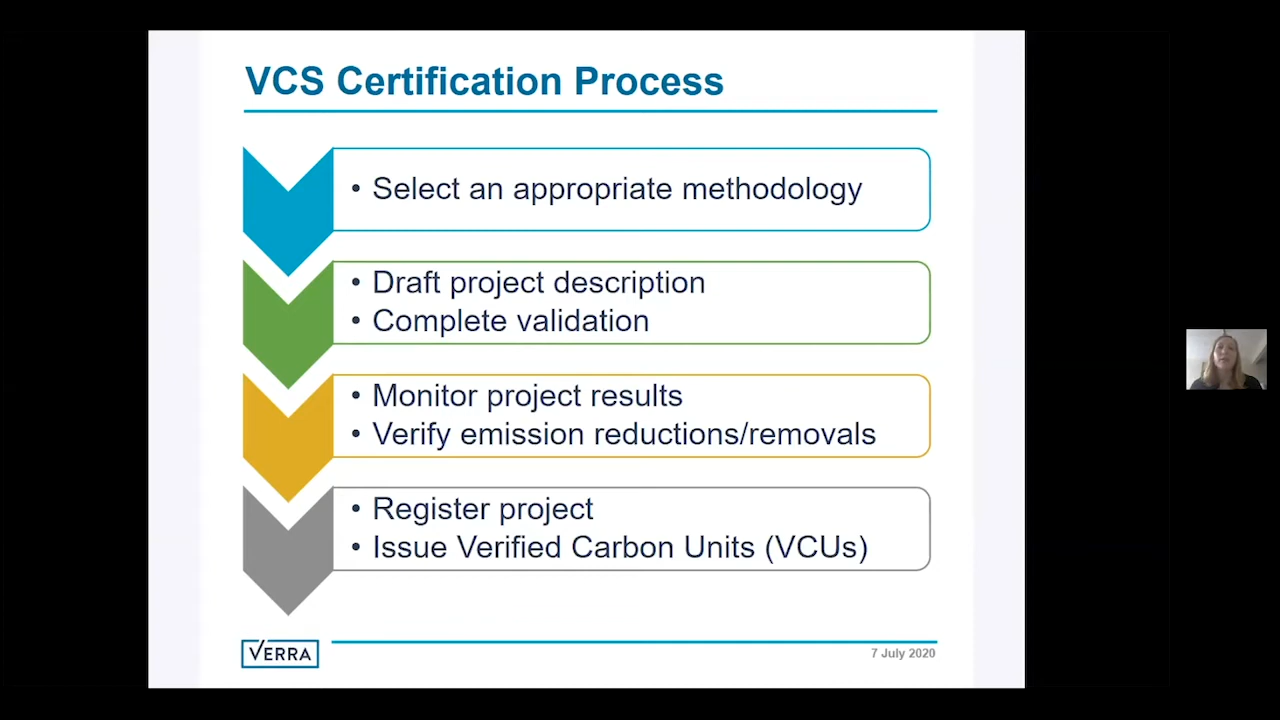 VCS Certification Process
• Select an appropriate methodology
• Draft project description
• Complete validation
• Monitor project results
• Verify emission reductions/removals
• Register project
• Issue Verified Carbon Units (VCUs)
VERRA
7 July 2020